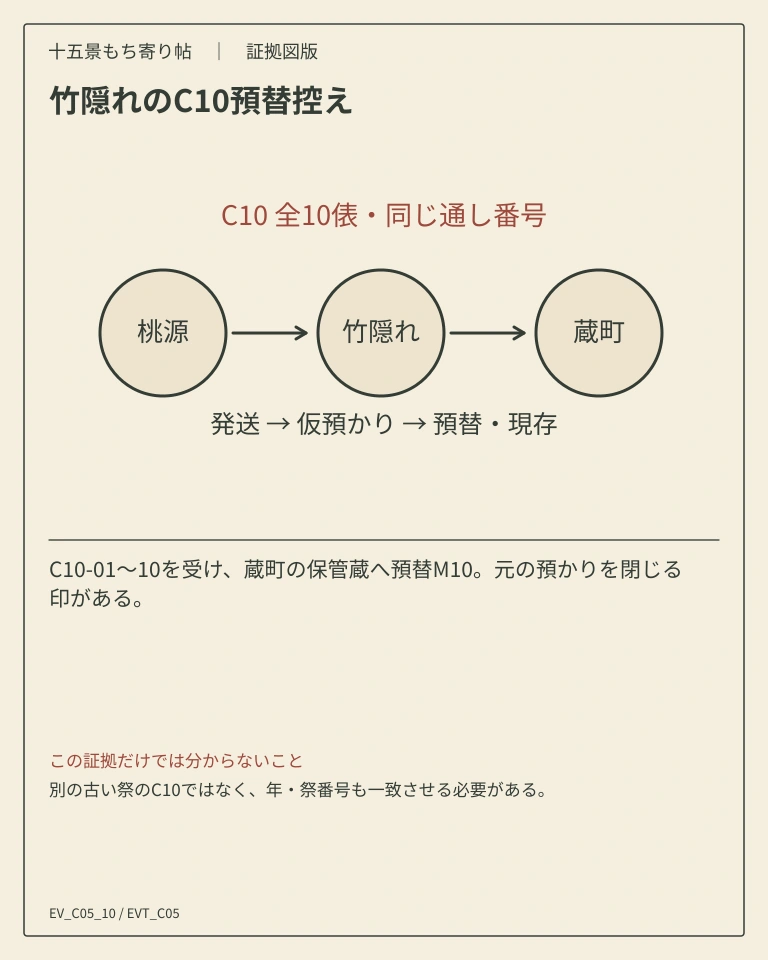 十五景もち寄り帖 ｜ 証拠図版
竹隠れのC10預替控え
C10 全10俵・同じ通し番号
桃源
竹隠れ
蔵町
発送 → 仮預かり → 預替・現存
C10-01〜10を受け、蔵町の保管蔵へ預替M10。元の預かりを閉じる
印がある。
この証拠だけでは分からないこと
別の古い祭のC10ではなく、年・祭番号も一致させる必要がある。
EV_C05_10 / EVT_C05